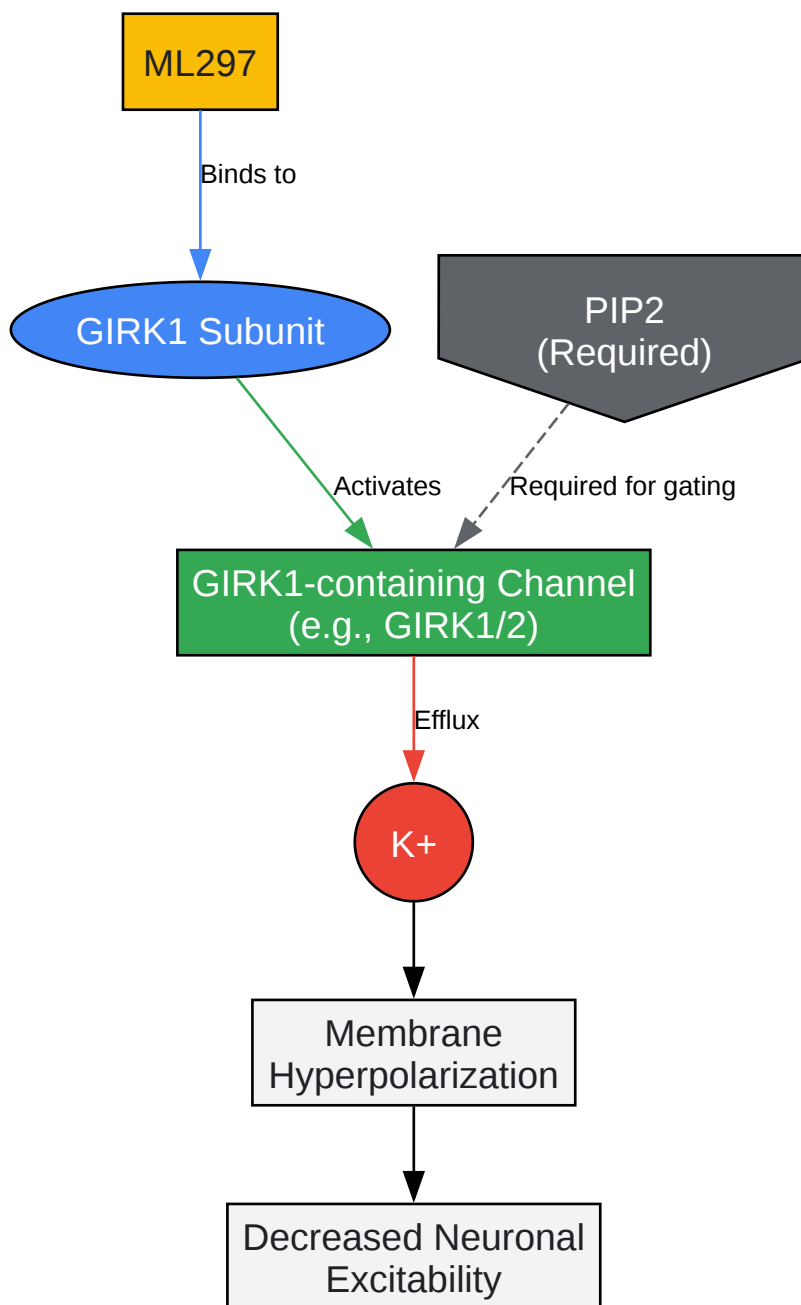 ML297
Binds to
GIRK1 Subunit
PIP2
(Required)
Activates
Required for gating
GIRK1-containing Channel
(e.g., GIRK1/2)
Efflux
K+
Membrane
Hyperpolarization
Decreased Neuronal
Excitability